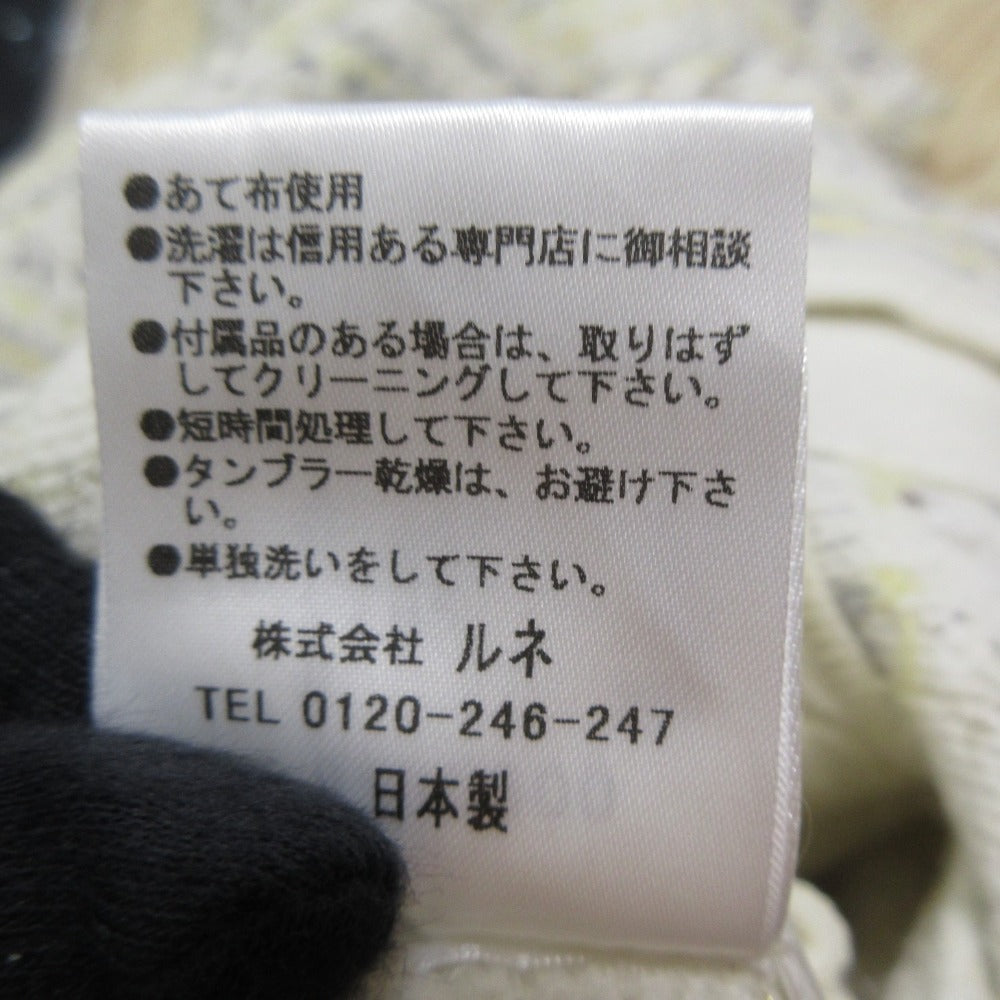 ●あて布使用
●洗濯は信用ある専門店に御相談
下さい。
●付属品のある場合は、取りはず
してクリーニングして下さい。
●短時間処理して下さい。
●タンブラー乾燥は、お避け下さ
い。
●単独洗いをして下さい。
株式会社 ルネ
TEL 0120-246-247
日本製